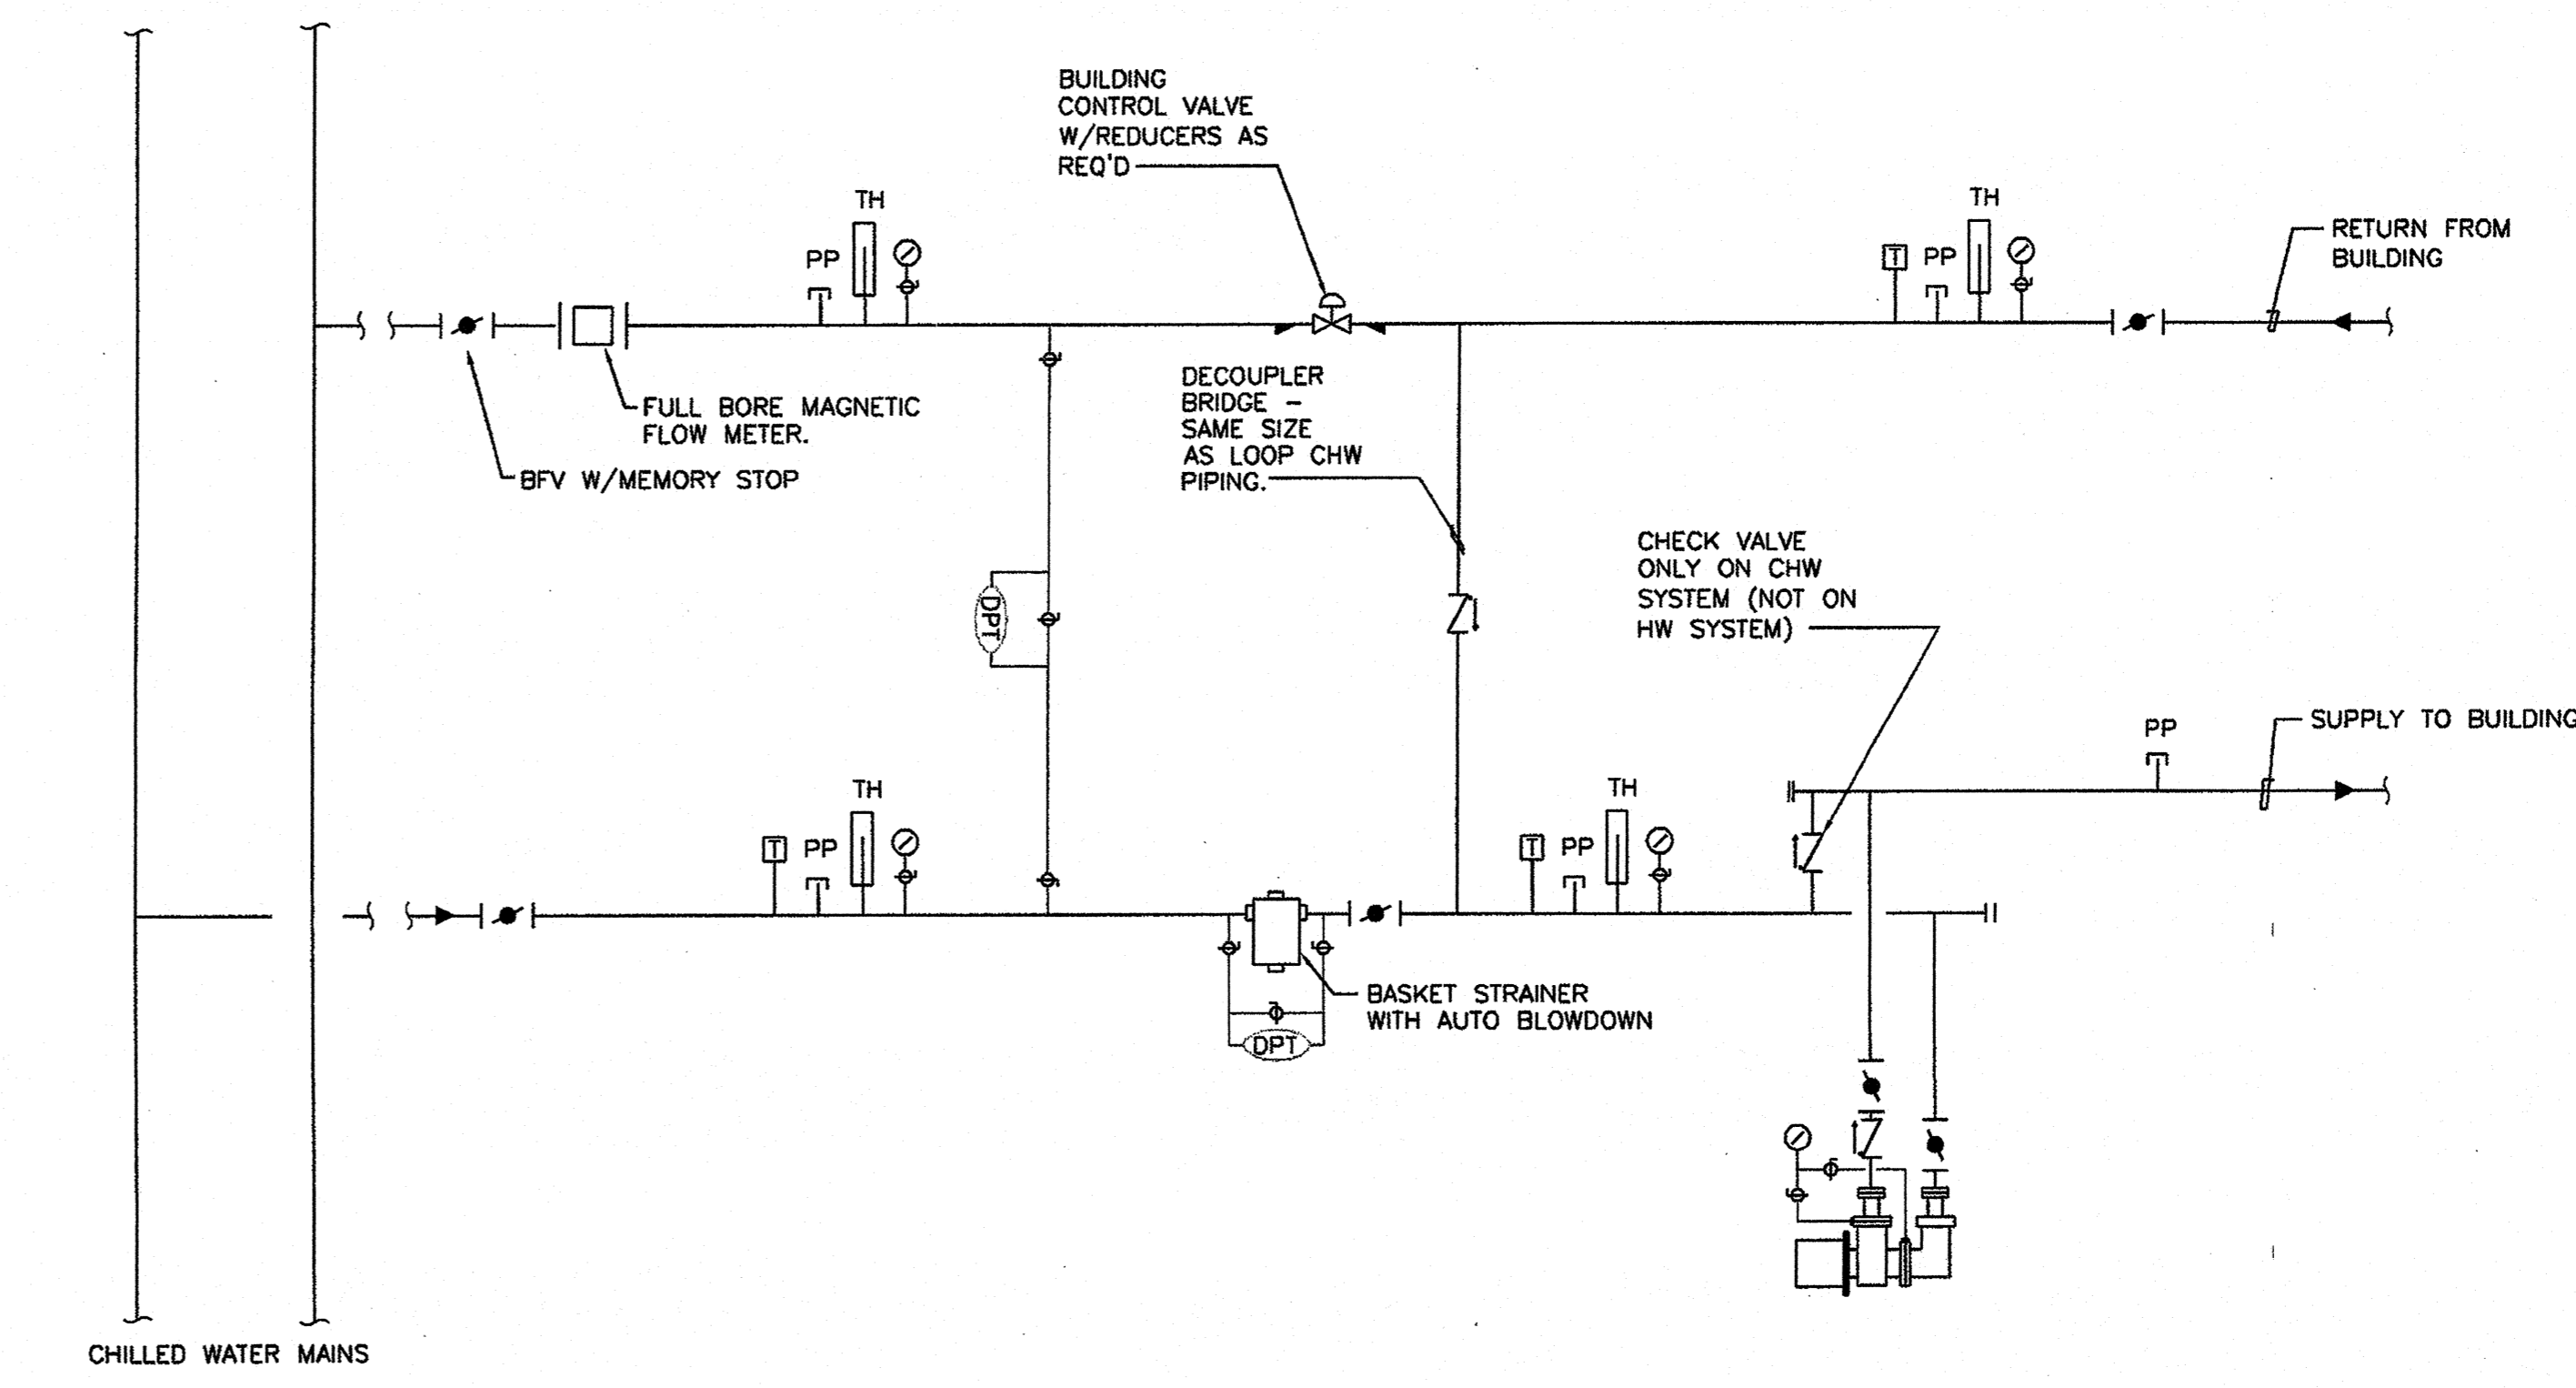 BUILDING
CONTROL VALVE
W/REDUCERS AS
REQ'D
TH
PP
TH
T
PP
RETURN FROM
BUILDING
FULL BORE MAGNETIC
FLOW METER.
BFV W/MEMORY STOP
DECOUPLER
BRIDGE -
SAME SIZE
AS LOOP CHW
PIPING.
CHECK VALVE
ONLY ON CHW
SYSTEM (NOT ON
HW SYSTEM)
DPT
PP
SUPPLY TO BUILDING
TH
T
PP
TH
T
PP
BASKET STRAINER
WITH AUTO BLOWDOWN
DPT
CHILLED WATER MAINS